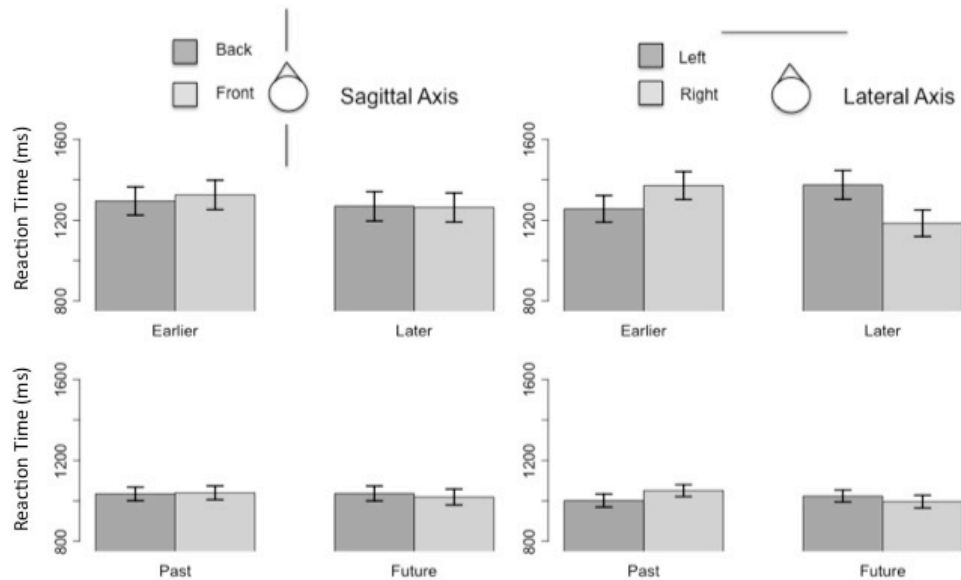 Back
Front
Sagittal Axis
Left
Right
Lateral Axis
Reaction Time (ms)
1600
1200
800
Earlier
Later
1600
1200
800
Earlier
Later
Reaction Time (ms)
1600
1200
800
Past
Future
1600
1200
800
Past
Future